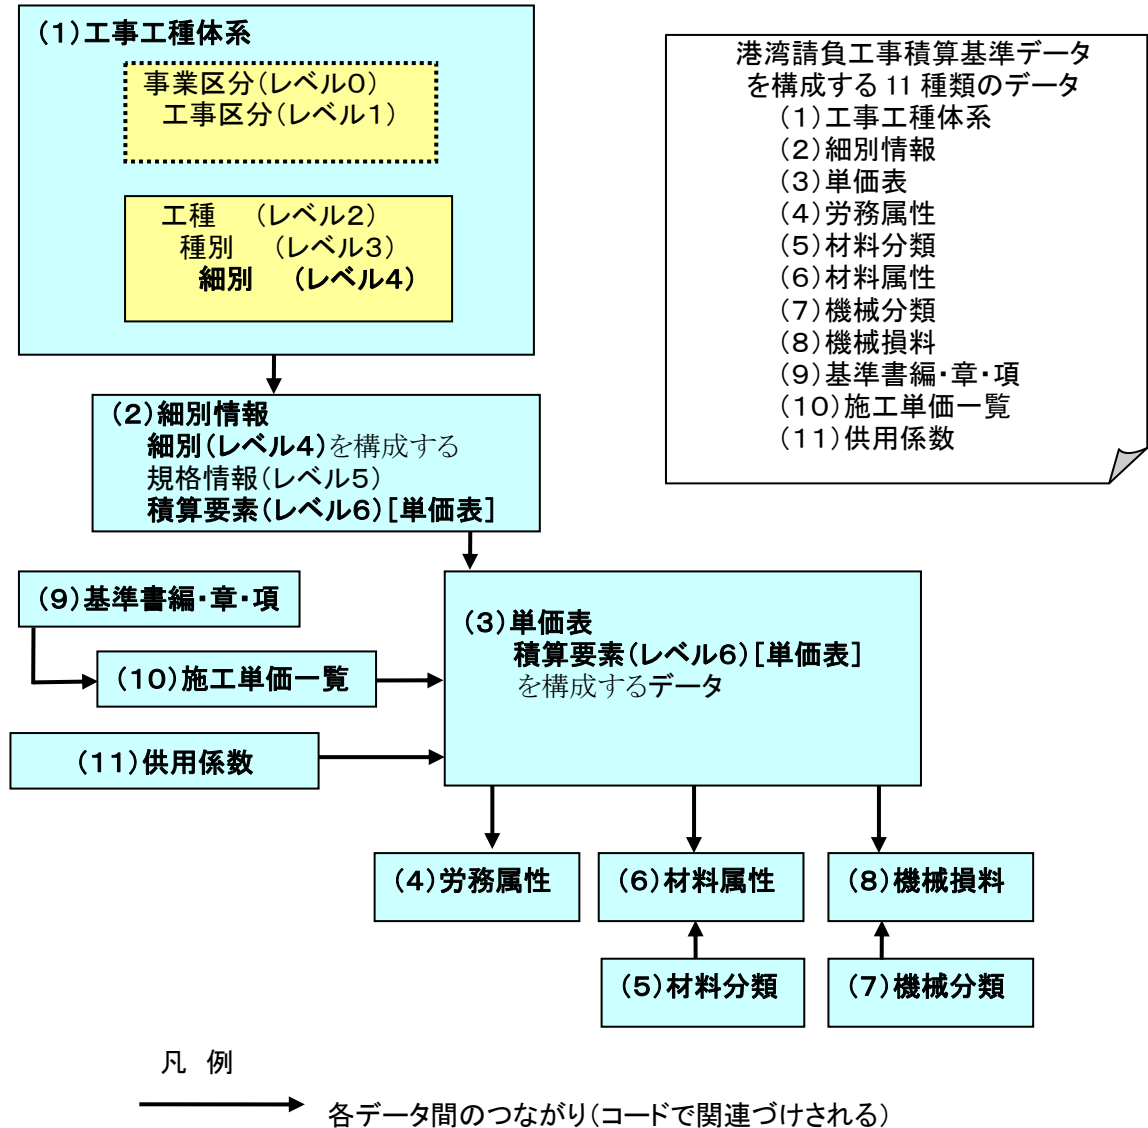 (1)工事工種体系
事業区分(レベル0)
工事区分(レベル1)
工種 (レベル2)
種別 (レベル3)
細別 (レベル4)
港湾請負工事積算基準データ
を構成する 11 種類のデータ
(1)工事工種体系
(2)細別情報
(3)単価表
(4)労務属性
(5)材料分類
(6)材料属性
(7)機械分類
(8)機械損料
(9)基準書編・章・項
(10)施工単価一覧
(11)供用係数
(2)細別情報
細別(レベル4)を構成する
規格情報(レベル5)
積算要素(レベル6)[単価表]
(9)基準書編・章・項
(10)施工単価一覧
(11)供用係数
(3)単価表
積算要素(レベル6)[単価表]
を構成するデータ
(4)労務属性
(6)材料属性
(8)機械損料
(5)材料分類
(7)機械分類
凡 例
各データ間のつながり(コードで関連づけされる)